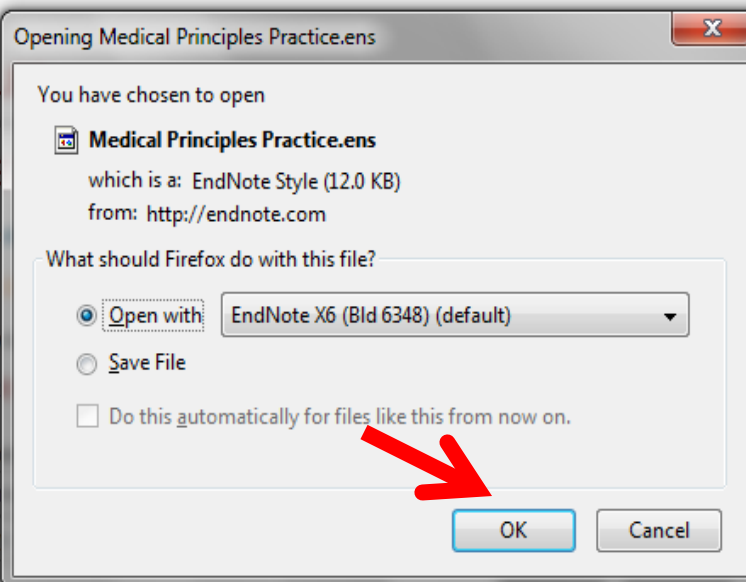 Opening Medical Principles Practice.ens
You have chosen to open
Medical Principles Practice.ens
which is a: EndNote Style (12.0 KB)
from: http://endnote.com
What should Firefox do with this file?
Open with EndNote X6 (Bld 6348) (default)
Save File
Do this automatically for files like this from now on.
OK Cancel